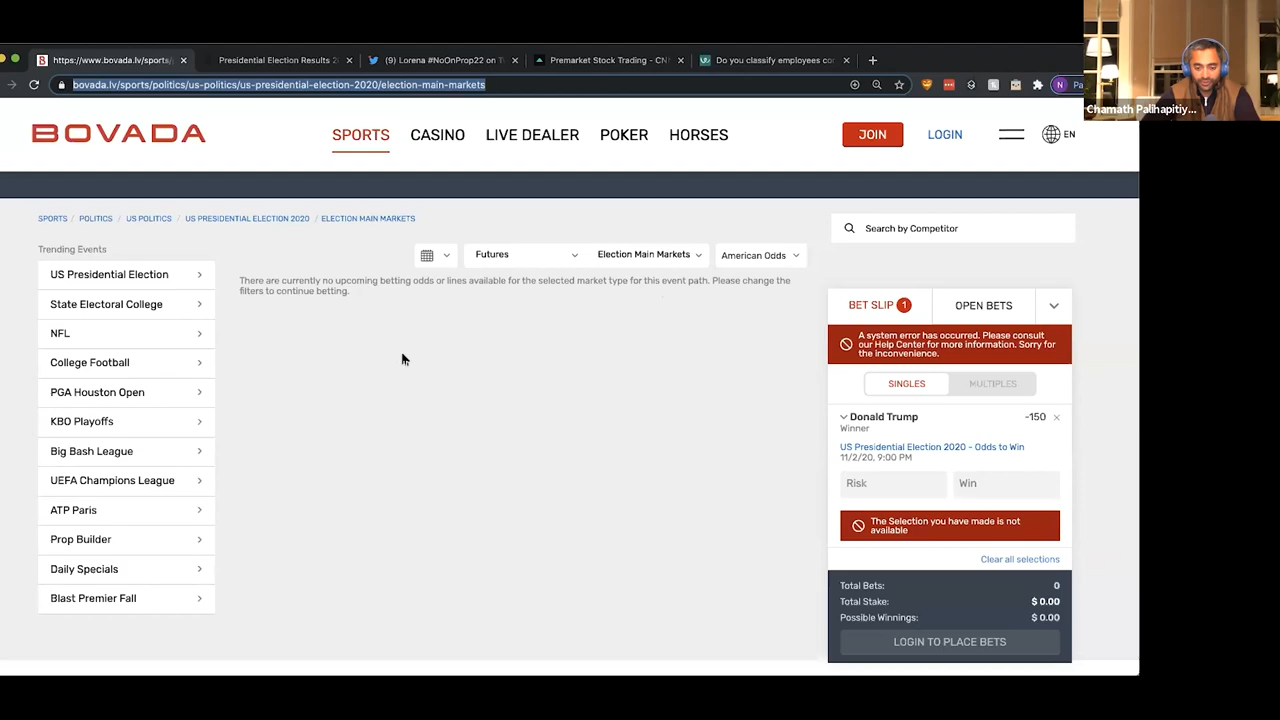 https://www.bovada.lv/sports/
Presidential Election Results 2
(9) Lorena #NoOnProp22 on T
Premarket Stock Trading - CN
Do you classify employees co
bovada.lv/sports/politics/us-politics/us-presidential-election-2020/election-main-markets
N
Pa
Chamath Palihapitiy...
BOVADA
SPORTS
CASINO
LIVE DEALER
POKER
HORSES
JOIN
LOGIN
EN
SPORTS / POLITICS / US POLITICS / US PRESIDENTIAL ELECTION 2020 / ELECTION MAIN MARKETS
Search by Competitor
Trending Events
US Presidential Election
State Electoral College
NFL
College Football
PGA Houston Open
KBO Playoffs
Big Bash League
UEFA Champions League
ATP Paris
Prop Builder
Daily Specials
Blast Premier Fall
Futures
Election Main Markets
American Odds
There are currently no upcoming betting odds or lines available for the selected market type for this event path. Please change the
filters to continue betting.
BET SLIP 1
OPEN BETS
A system error has occurred. Please consult
our Help Center for more information. Sorry for
the inconvenience.
SINGLES
MULTIPLES
Donald Trump
-150
Winner
US Presidential Election 2020 - Odds to Win
11/2/20, 9:00 PM
Risk
Win
The Selection you have made is not
available
Clear all selections
Total Bets: 0
Total Stake: $ 0.00
Possible Winnings: $ 0.00
LOGIN TO PLACE BETS